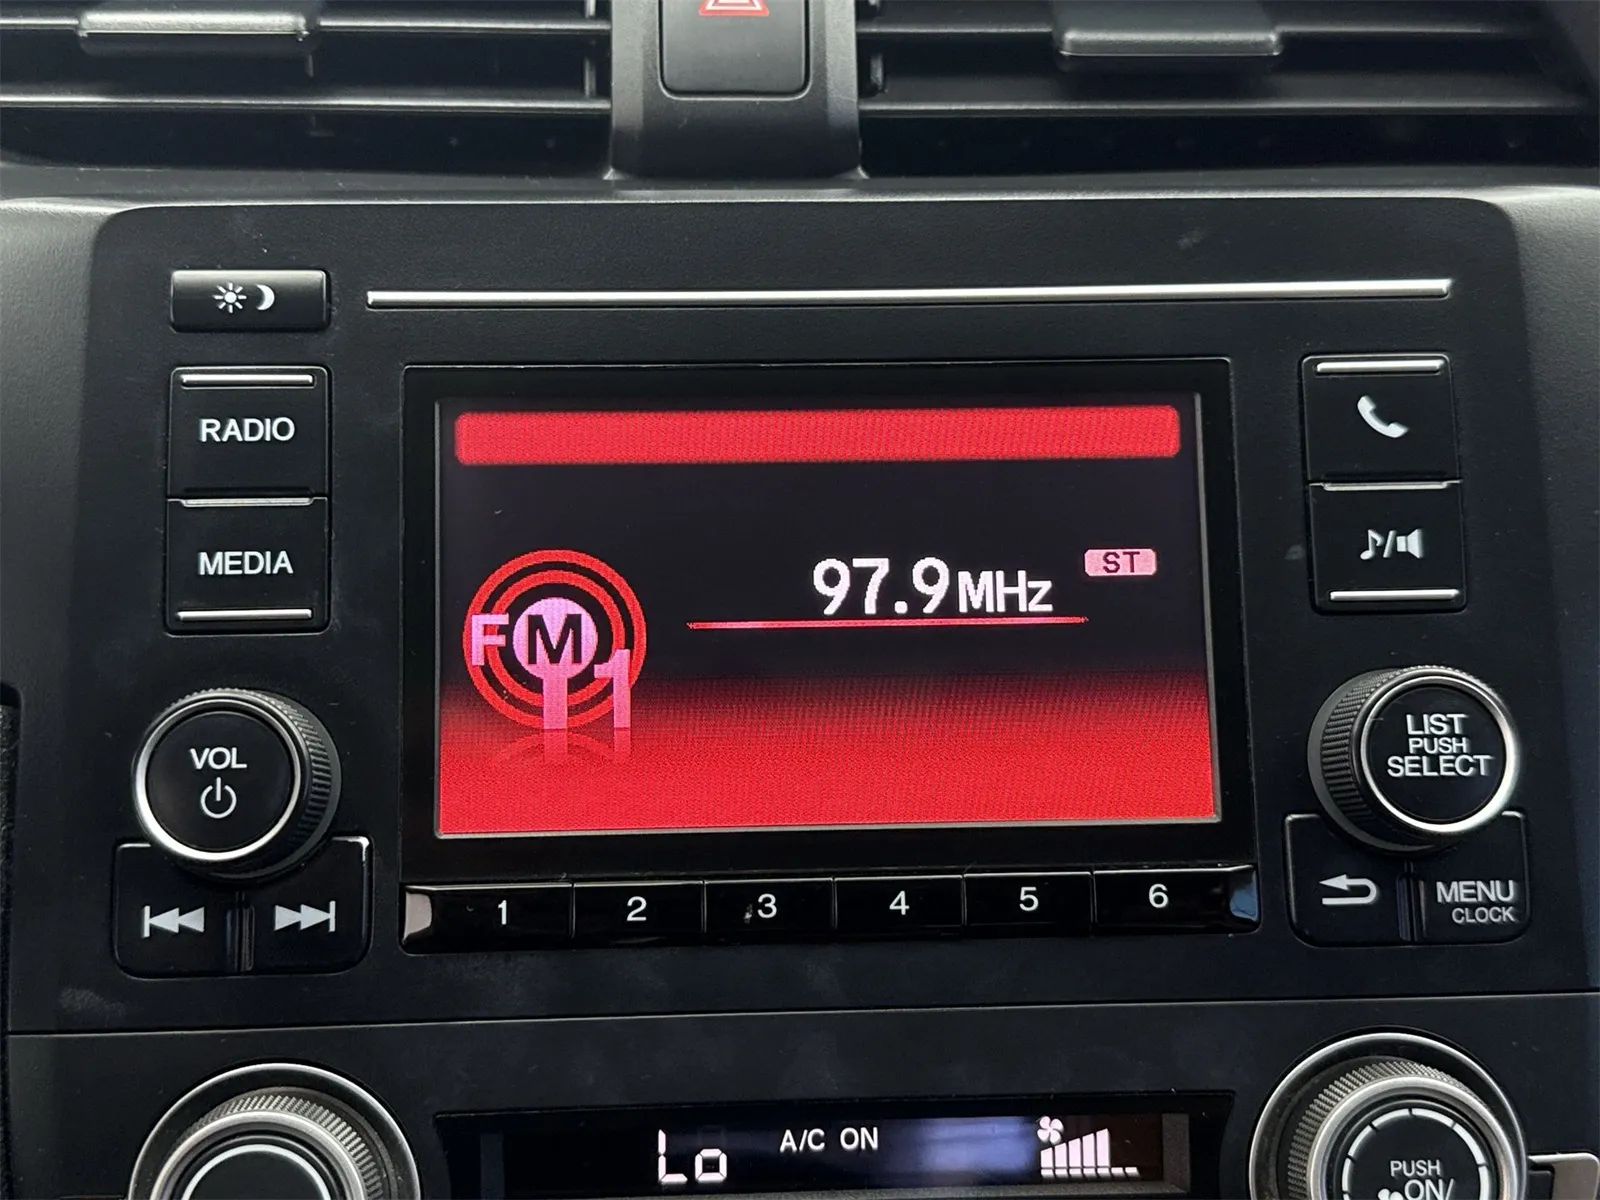 RADIO
MEDIA
VOL
97.9MHz
ST
FM
1
LIST
PUSH
SELECT
MENU
CLOCK
1
2
3
4
5
6
Lo
A/C ON
PUSH
ON/